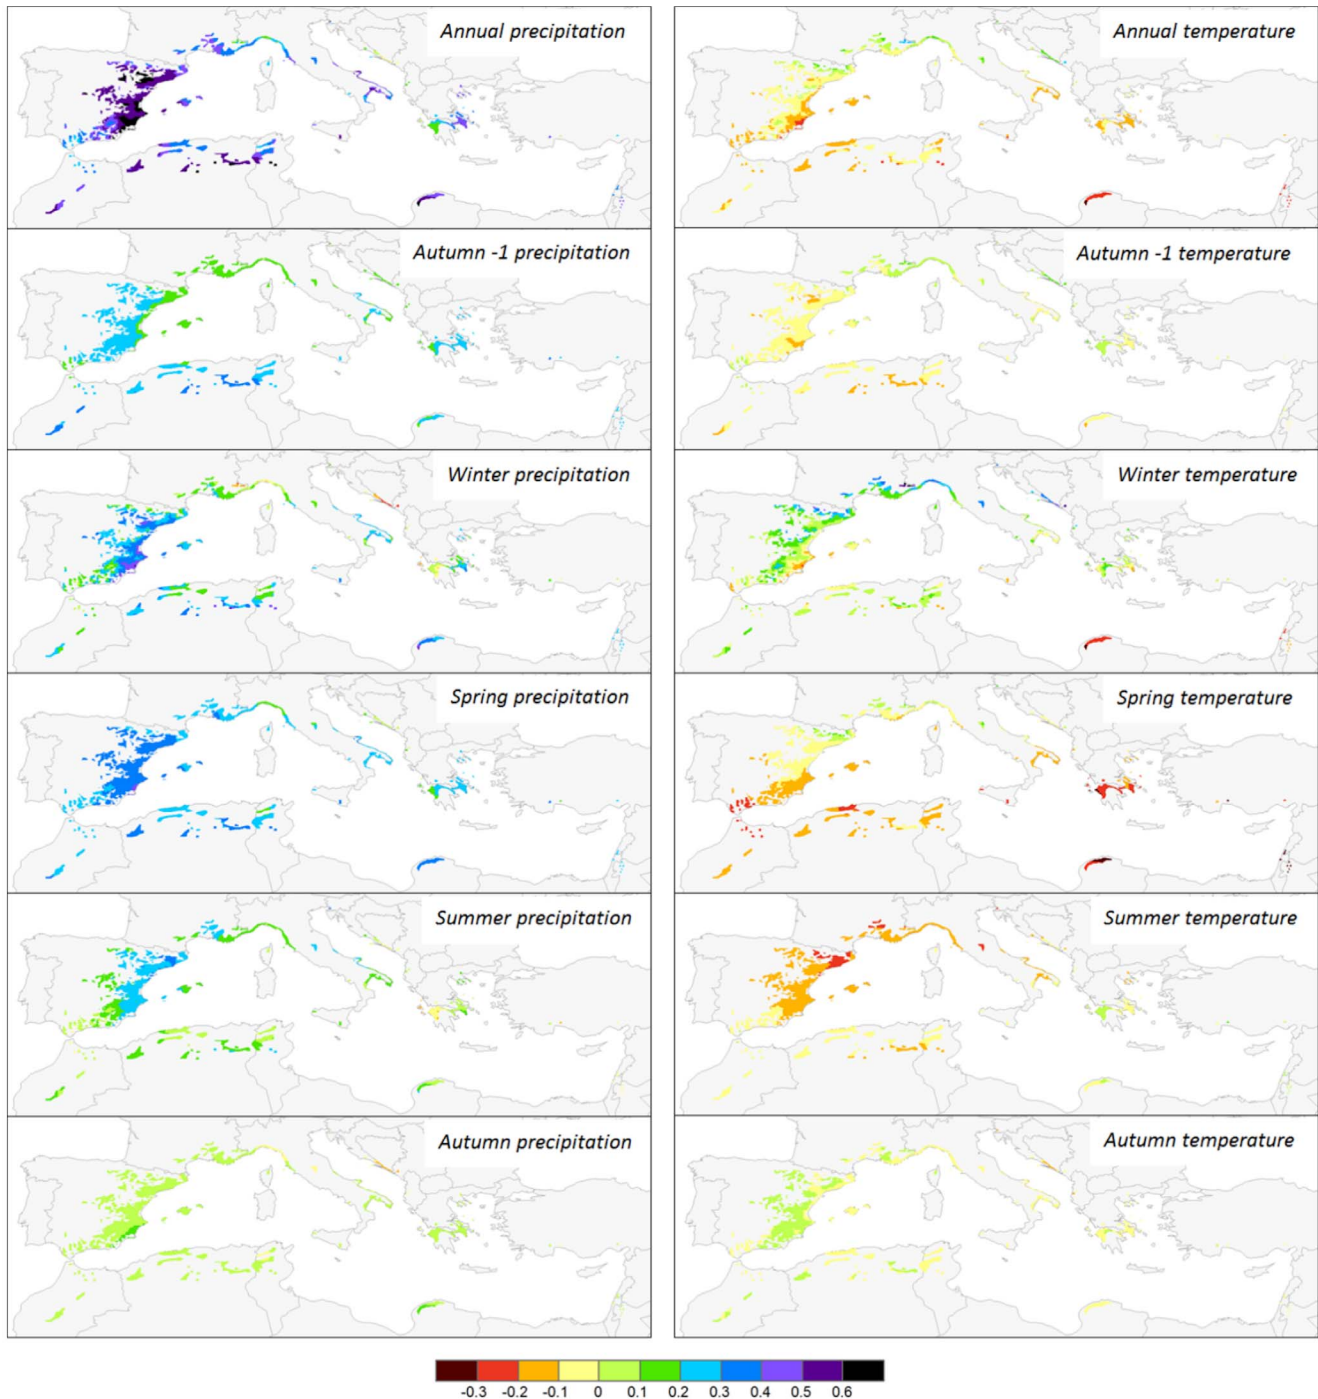 Annual precipitation
Annual temperature
Autumn -1 precipitation
Autumn -1 temperature
Winter precipitation
Winter temperature
Spring precipitation
Spring temperature
Summer precipitation
Summer temperature
Autumn precipitation
Autumn temperature
-0.3 -0.2 -0.1 0 0.1 0.2 0.3 0.4 0.5 0.6